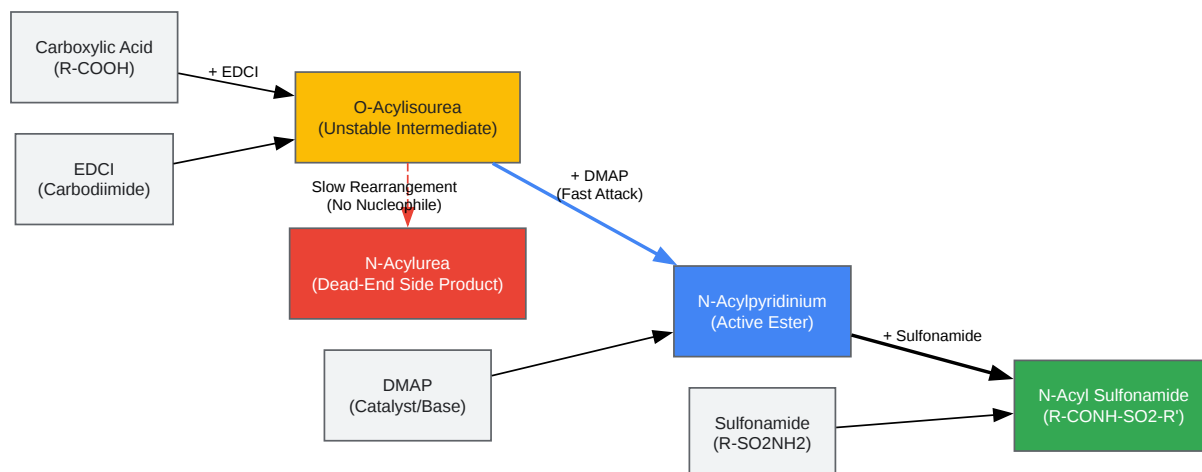 Carboxylic Acid
(R-COOH)
+ EDCI
O-Acylisourea
(Unstable Intermediate)
EDCI
(Carbodiimide)
Slow Rearrangement
(No Nucleophile)
+ DMAP
(Fast Attack)
N-Acylurea
(Dead-End Side Product)
N-Acylpyridinium
(Active Ester)
+ Sulfonamide
DMAP
(Catalyst/Base)
N-Acyl Sulfonamide
(R-CONH-SO2-R')
Sulfonamide
(R-SO2NH2)